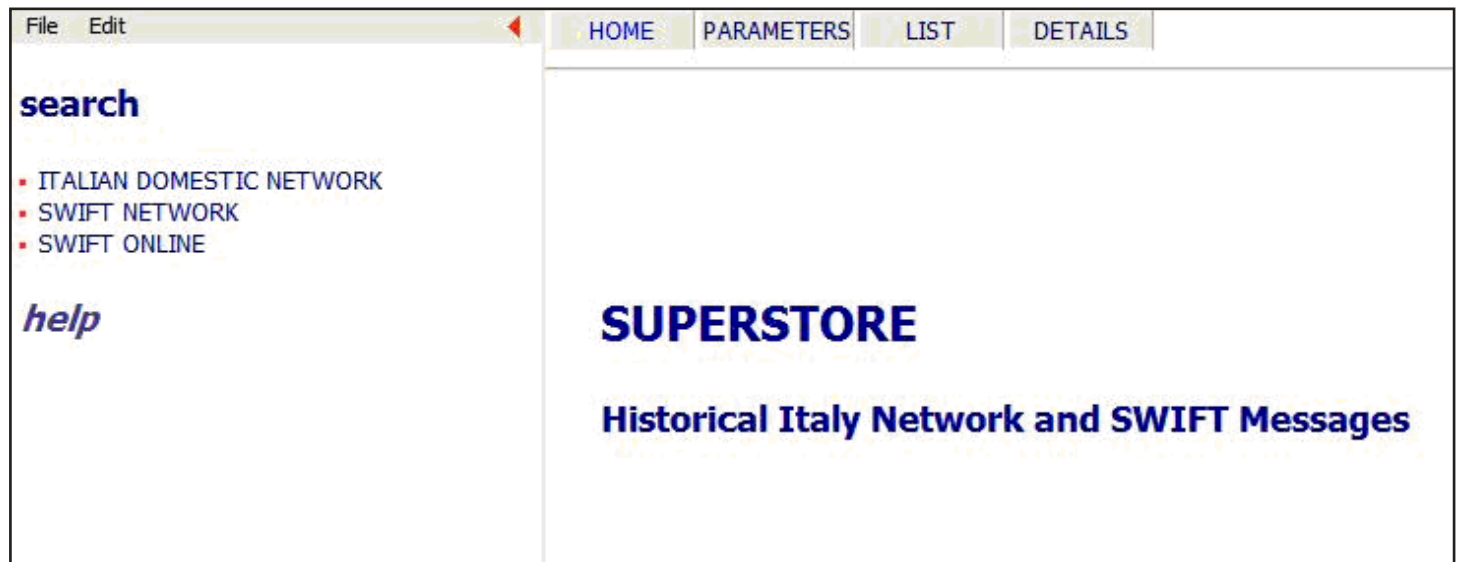 File Edit
HOME PARAMETERS LIST DETAILS
search
ITALIAN DOMESTIC NETWORK
SWIFT NETWORK
SWIFT ONLINE
help
SUPERSTORE
Historical Italy Network and SWIFT Messages